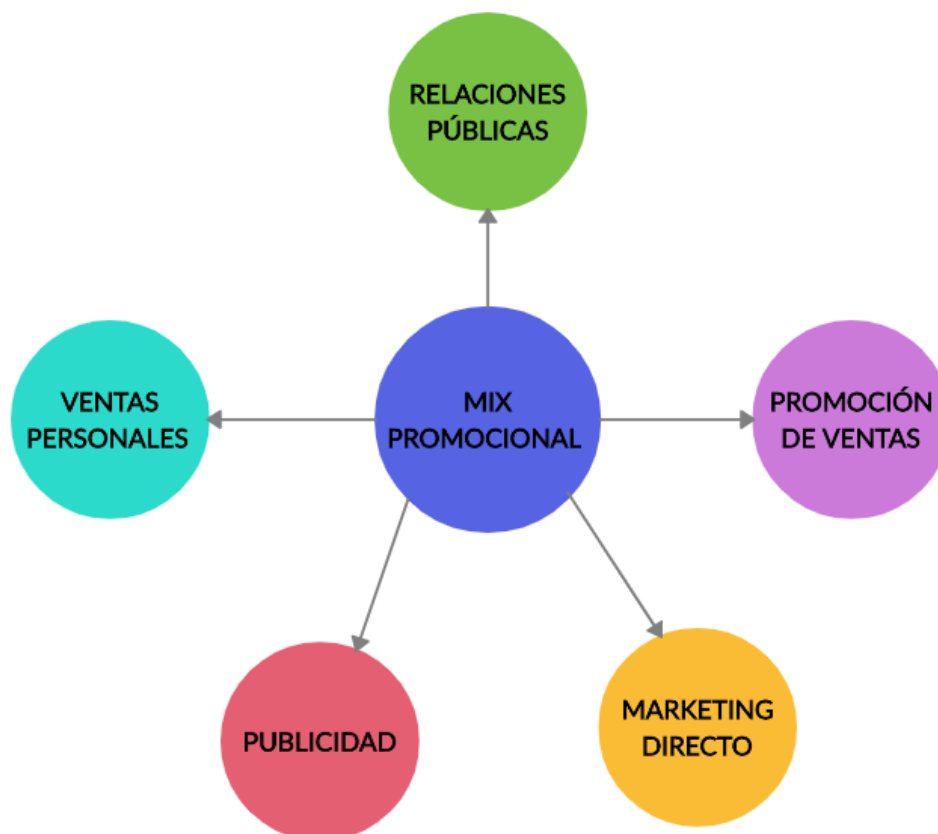 RELACIONES
PÚBLICAS
VENTAS
PERSONALES
MIX
PROMOCIONAL
PROMOCIÓN
DE VENTAS
PUBLICIDAD
MARKETING
DIRECTO